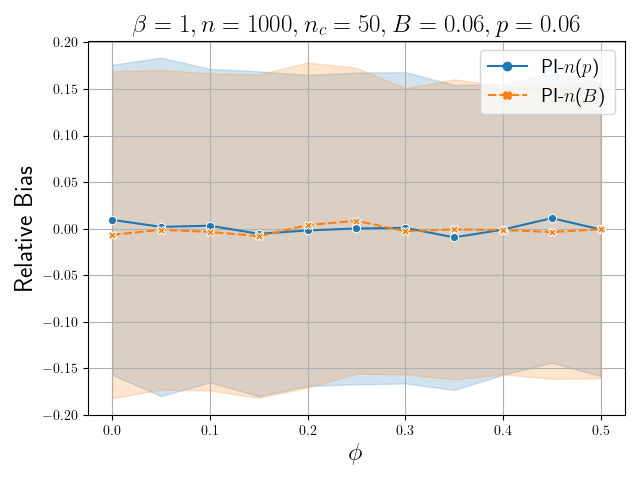 β = 1, n = 1000, n_c = 50, B = 0.06, p = 0.06
0.20
0.15
0.10
0.05
0.00
−0.05
−0.10
−0.15
−0.20
Relative Bias
PI-n(p)
PI-n(B)
0.0 0.1 0.2 0.3 0.4 0.5
ϕ